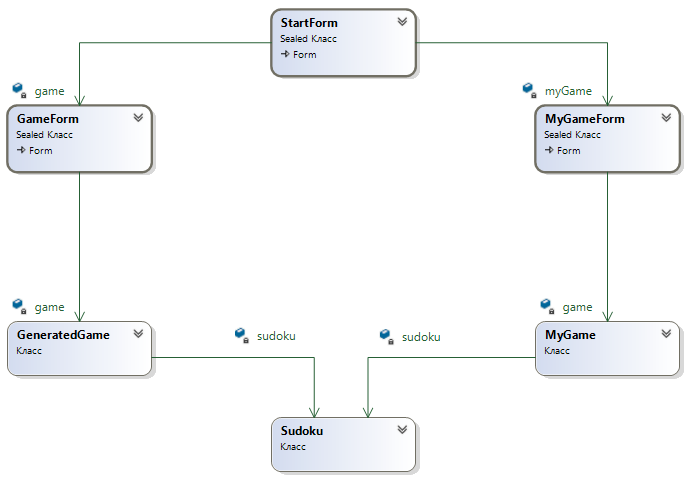 StartForm
Sealed Класс
Form
game
myGame
GameForm
Sealed Класс
Form
MyGameForm
Sealed Класс
Form
game
game
GeneratedGame
Класс
sudoku
sudoku
MyGame
Класс
Sudoku
Класс